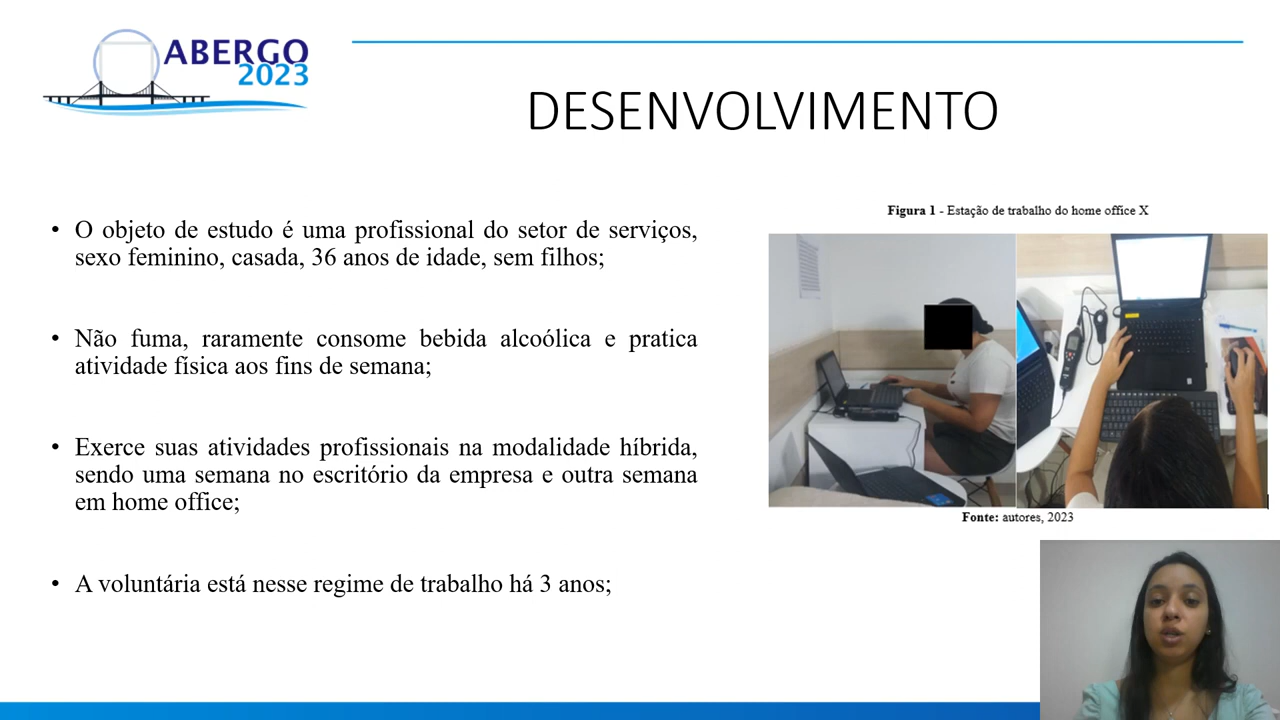 ABERGO
2023
DESENVOLVIMENTO
• O objeto de estudo é uma profissional do setor de serviços,
sexo feminino, casada, 36 anos de idade, sem filhos;
• Não fuma, raramente consome bebida alcoólica e pratica
atividade física aos fins de semana;
• Exerce suas atividades profissionais na modalidade híbrida,
sendo uma semana no escritório da empresa e outra semana
em home office;
• A voluntária está nesse regime de trabalho há 3 anos;
Figura 1 - Estação de trabalho do home office X
Fonte: autores, 2023